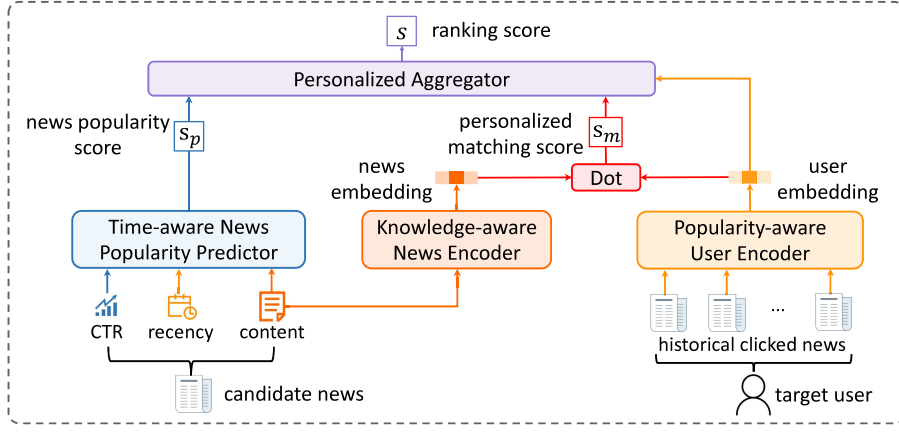 s ranking score
Personalized Aggregator
news popularity
score
s_p
personalized
matching score
s_m
news
embedding
Dot
user
embedding
Time-aware News
Popularity Predictor
Knowledge-aware
News Encoder
Popularity-aware
User Encoder
CTR
recency
content
...
historical clicked news
candidate news
target user